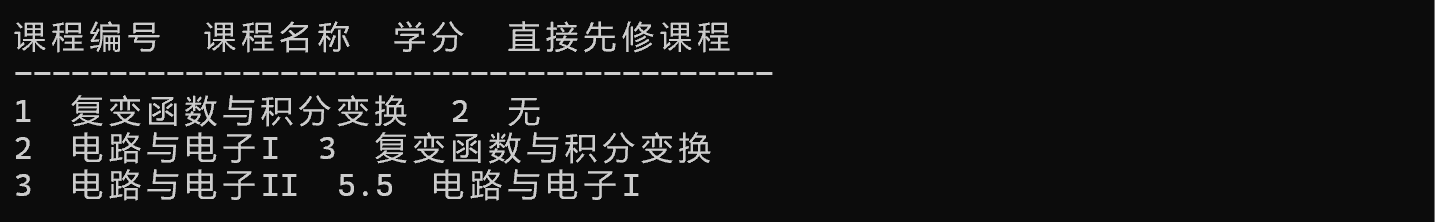 课程编号  课程名称  学分  直接先修课程
----------------------------------------
1  复变函数与积分变换  2  无
2  电路与电子I  3  复变函数与积分变换
3  电路与电子II  5.5  电路与电子I